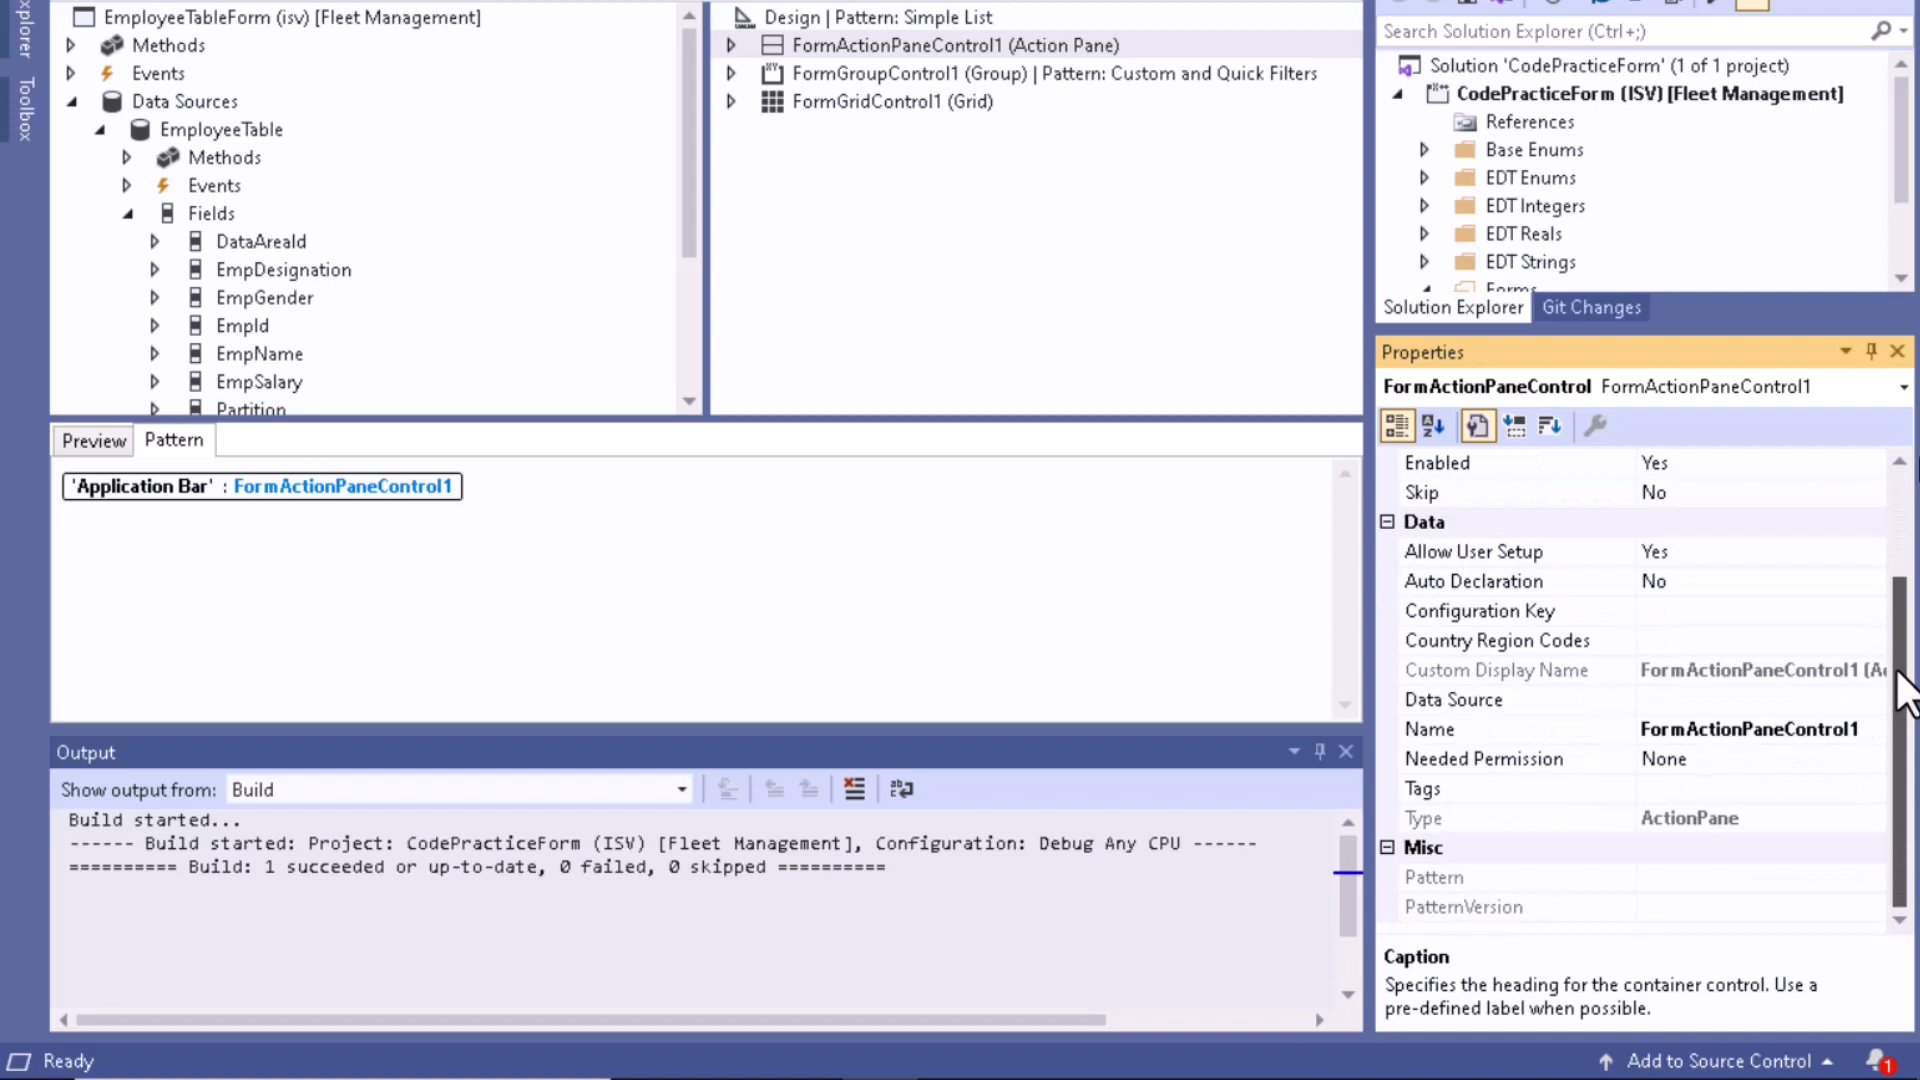 xplorer
Toolbox
EmployeeTableForm (isv) [Fleet Management]
Methods
Events
Data Sources
EmployeeTable
Methods
Events
Fields
DataAreaId
EmpDesignation
EmpGender
EmpId
EmpName
EmpSalary
Partition
Design | Pattern: Simple List
FormActionPaneControl1 (Action Pane)
FormGroupControl1 (Group) | Pattern: Custom and Quick Filters
FormGridControl1 (Grid)
Preview
Pattern
'Application Bar' : FormActionPaneControl1
Output
Show output from:
Build
Build started...
------ Build started: Project: CodePracticeForm (ISV) [Fleet Management], Configuration: Debug Any CPU ------
========== Build: 1 succeeded or up-to-date, 0 failed, 0 skipped ==========
Search Solution Explorer (Ctrl+;)
Solution 'CodePracticeForm' (1 of 1 project)
CodePracticeForm (ISV) [Fleet Management]
References
Base Enums
EDT Enums
EDT Integers
EDT Reals
EDT Strings
Forms
Solution Explorer
Git Changes
Properties
FormActionPaneControl FormActionPaneControl1
Enabled Yes
Skip No
Data
Allow User Setup Yes
Auto Declaration No
Configuration Key
Country Region Codes
Custom Display Name FormActionPaneControl1 (Ac
Data Source
Name FormActionPaneControl1
Needed Permission None
Tags
Type ActionPane
Misc
Pattern
PatternVersion
Caption
Specifies the heading for the container control. Use a
pre-defined label when possible.
Ready
Add to Source Control
1